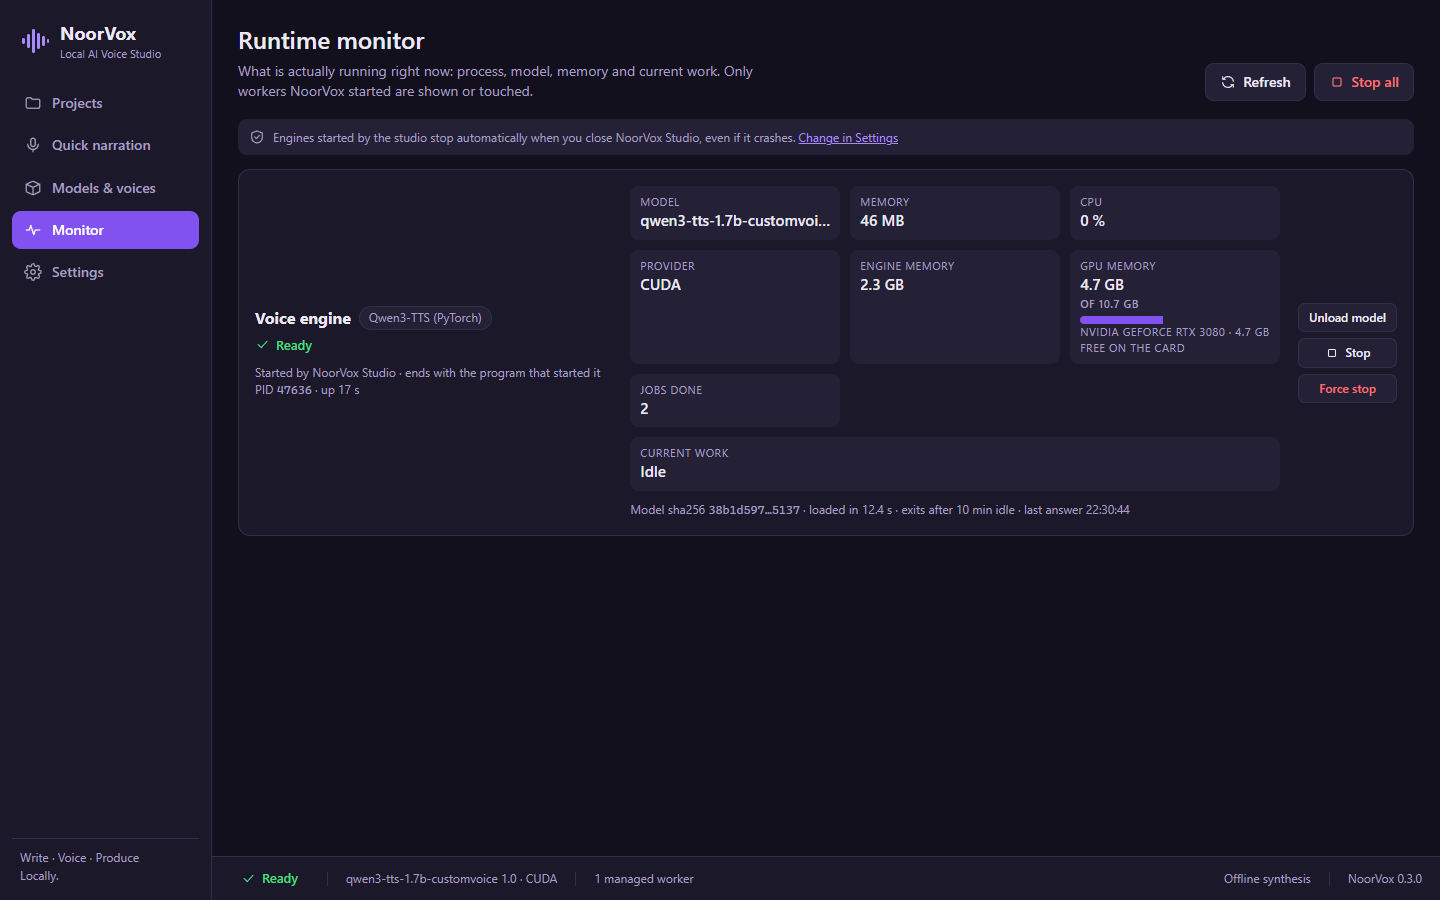 NoorVox
Local AI Voice Studio
Projects
Quick narration
Models & voices
Monitor
Settings
Write · Voice · Produce
Locally.
Runtime monitor
What is actually running right now: process, model, memory and current work. Only
workers NoorVox started are shown or touched.
Refresh
Stop all
Engines started by the studio stop automatically when you close NoorVox Studio, even if it crashes. Change in Settings
Voice engine
Qwen3-TTS (PyTorch)
Ready
Started by NoorVox Studio · ends with the program that started it
PID 47636 · up 17 s
MODEL
qwen3-tts-1.7b-customvoi...
MEMORY
46 MB
CPU
0 %
PROVIDER
CUDA
ENGINE MEMORY
2.3 GB
GPU MEMORY
4.7 GB
OF 10.7 GB
NVIDIA GEFORCE RTX 3080 · 4.7 GB
FREE ON THE CARD
JOBS DONE
2
CURRENT WORK
Idle
Model sha256 38b1d597…5137 · loaded in 12.4 s · exits after 10 min idle · last answer 22:30:44
Unload model
Stop
Force stop
Ready
qwen3-tts-1.7b-customvoice 1.0 · CUDA
1 managed worker
Offline synthesis
NoorVox 0.3.0